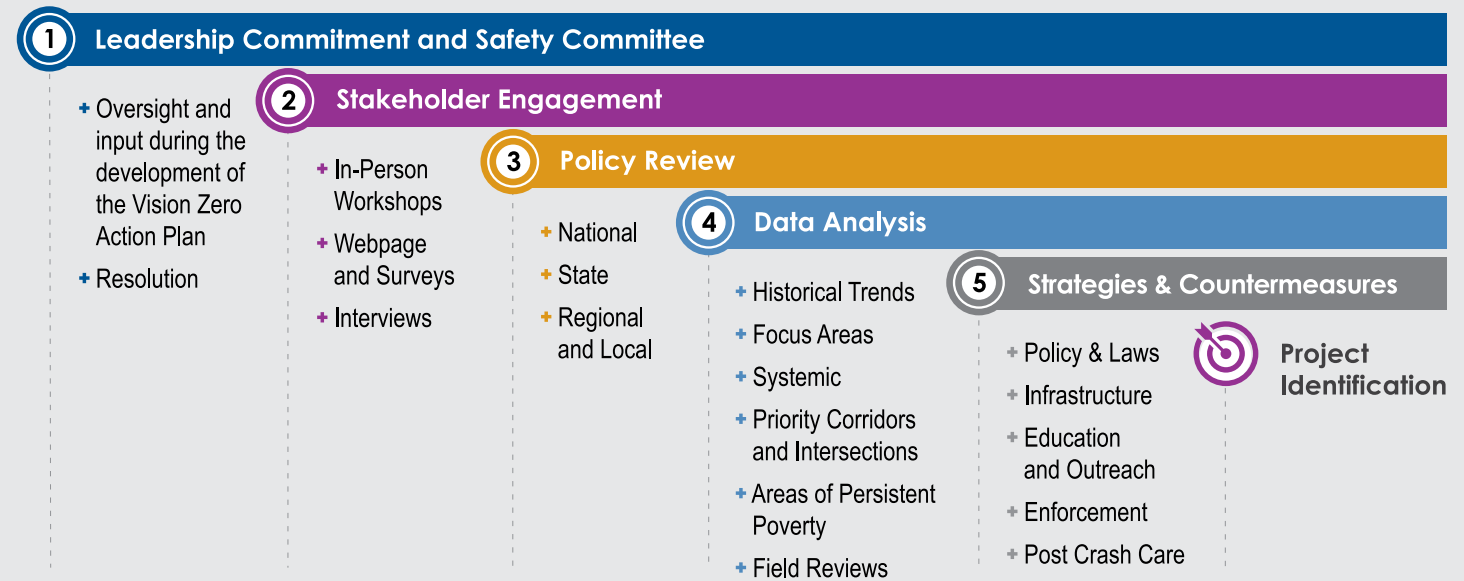 1 Leadership Commitment and Safety Committee
+ Oversight and
input during the
development of
the Vision Zero
Action Plan
+ Resolution
2 Stakeholder Engagement
+ In-Person
Workshops
+ Webpage
and Surveys
+ Interviews
3 Policy Review
+ National
+ State
+ Regional
and Local
4 Data Analysis
+ Historical Trends
+ Focus Areas
+ Systemic
+ Priority Corridors
and Intersections
+ Areas of Persistent
Poverty
+ Field Reviews
5 Strategies & Countermeasures
+ Policy & Laws
+ Infrastructure
+ Education
and Outreach
+ Enforcement
+ Post Crash Care
Project
Identification